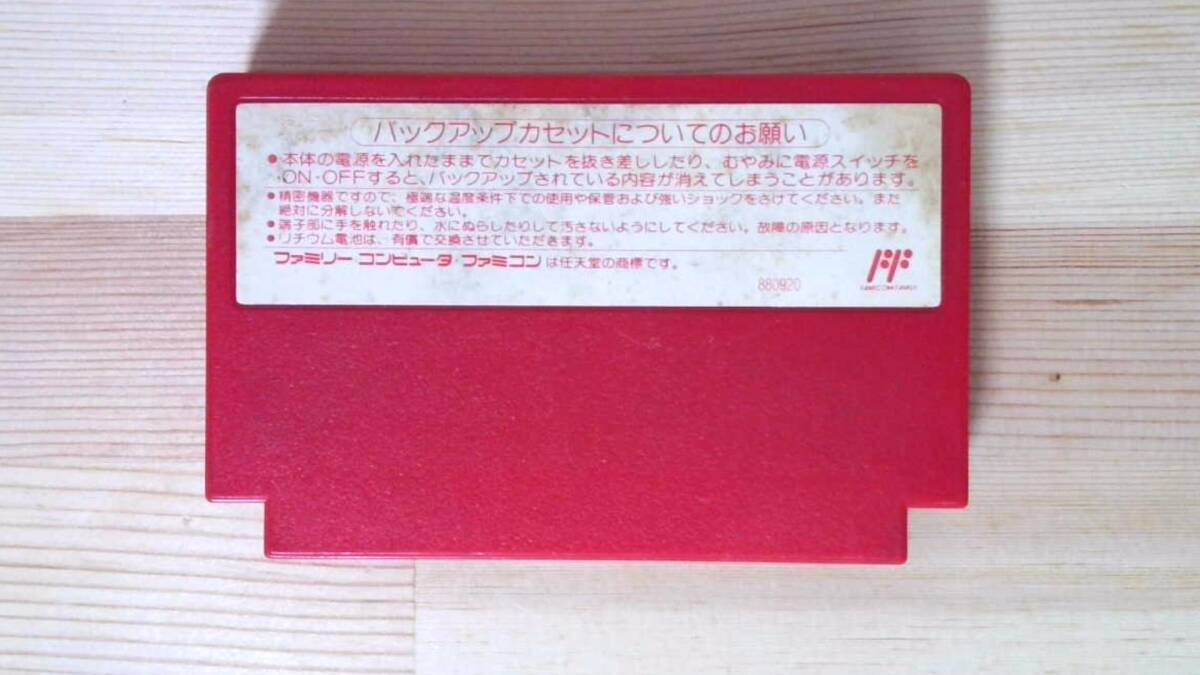 バックアップカセットについてのお願い
●本体の電源を入れたままでカセットを抜き差ししたり、むやみに電源スイッチを
ON・OFFすると、バックアップされている内容が消えてしまうことがあります。
●精密機器ですので、極端な温度条件下での使用や保管および強いショックをさけてください。また
絶対に分解しないでください。
●端子部に手を触れたり、水にぬらしたりして汚さないようにしてください。故障の原因となります。
●リチウム電池は、有償で交換させていただきます。
ファミリーコンピュータ・ファミコンは任天堂の商標です。
880920
FAMICOM FAMILY